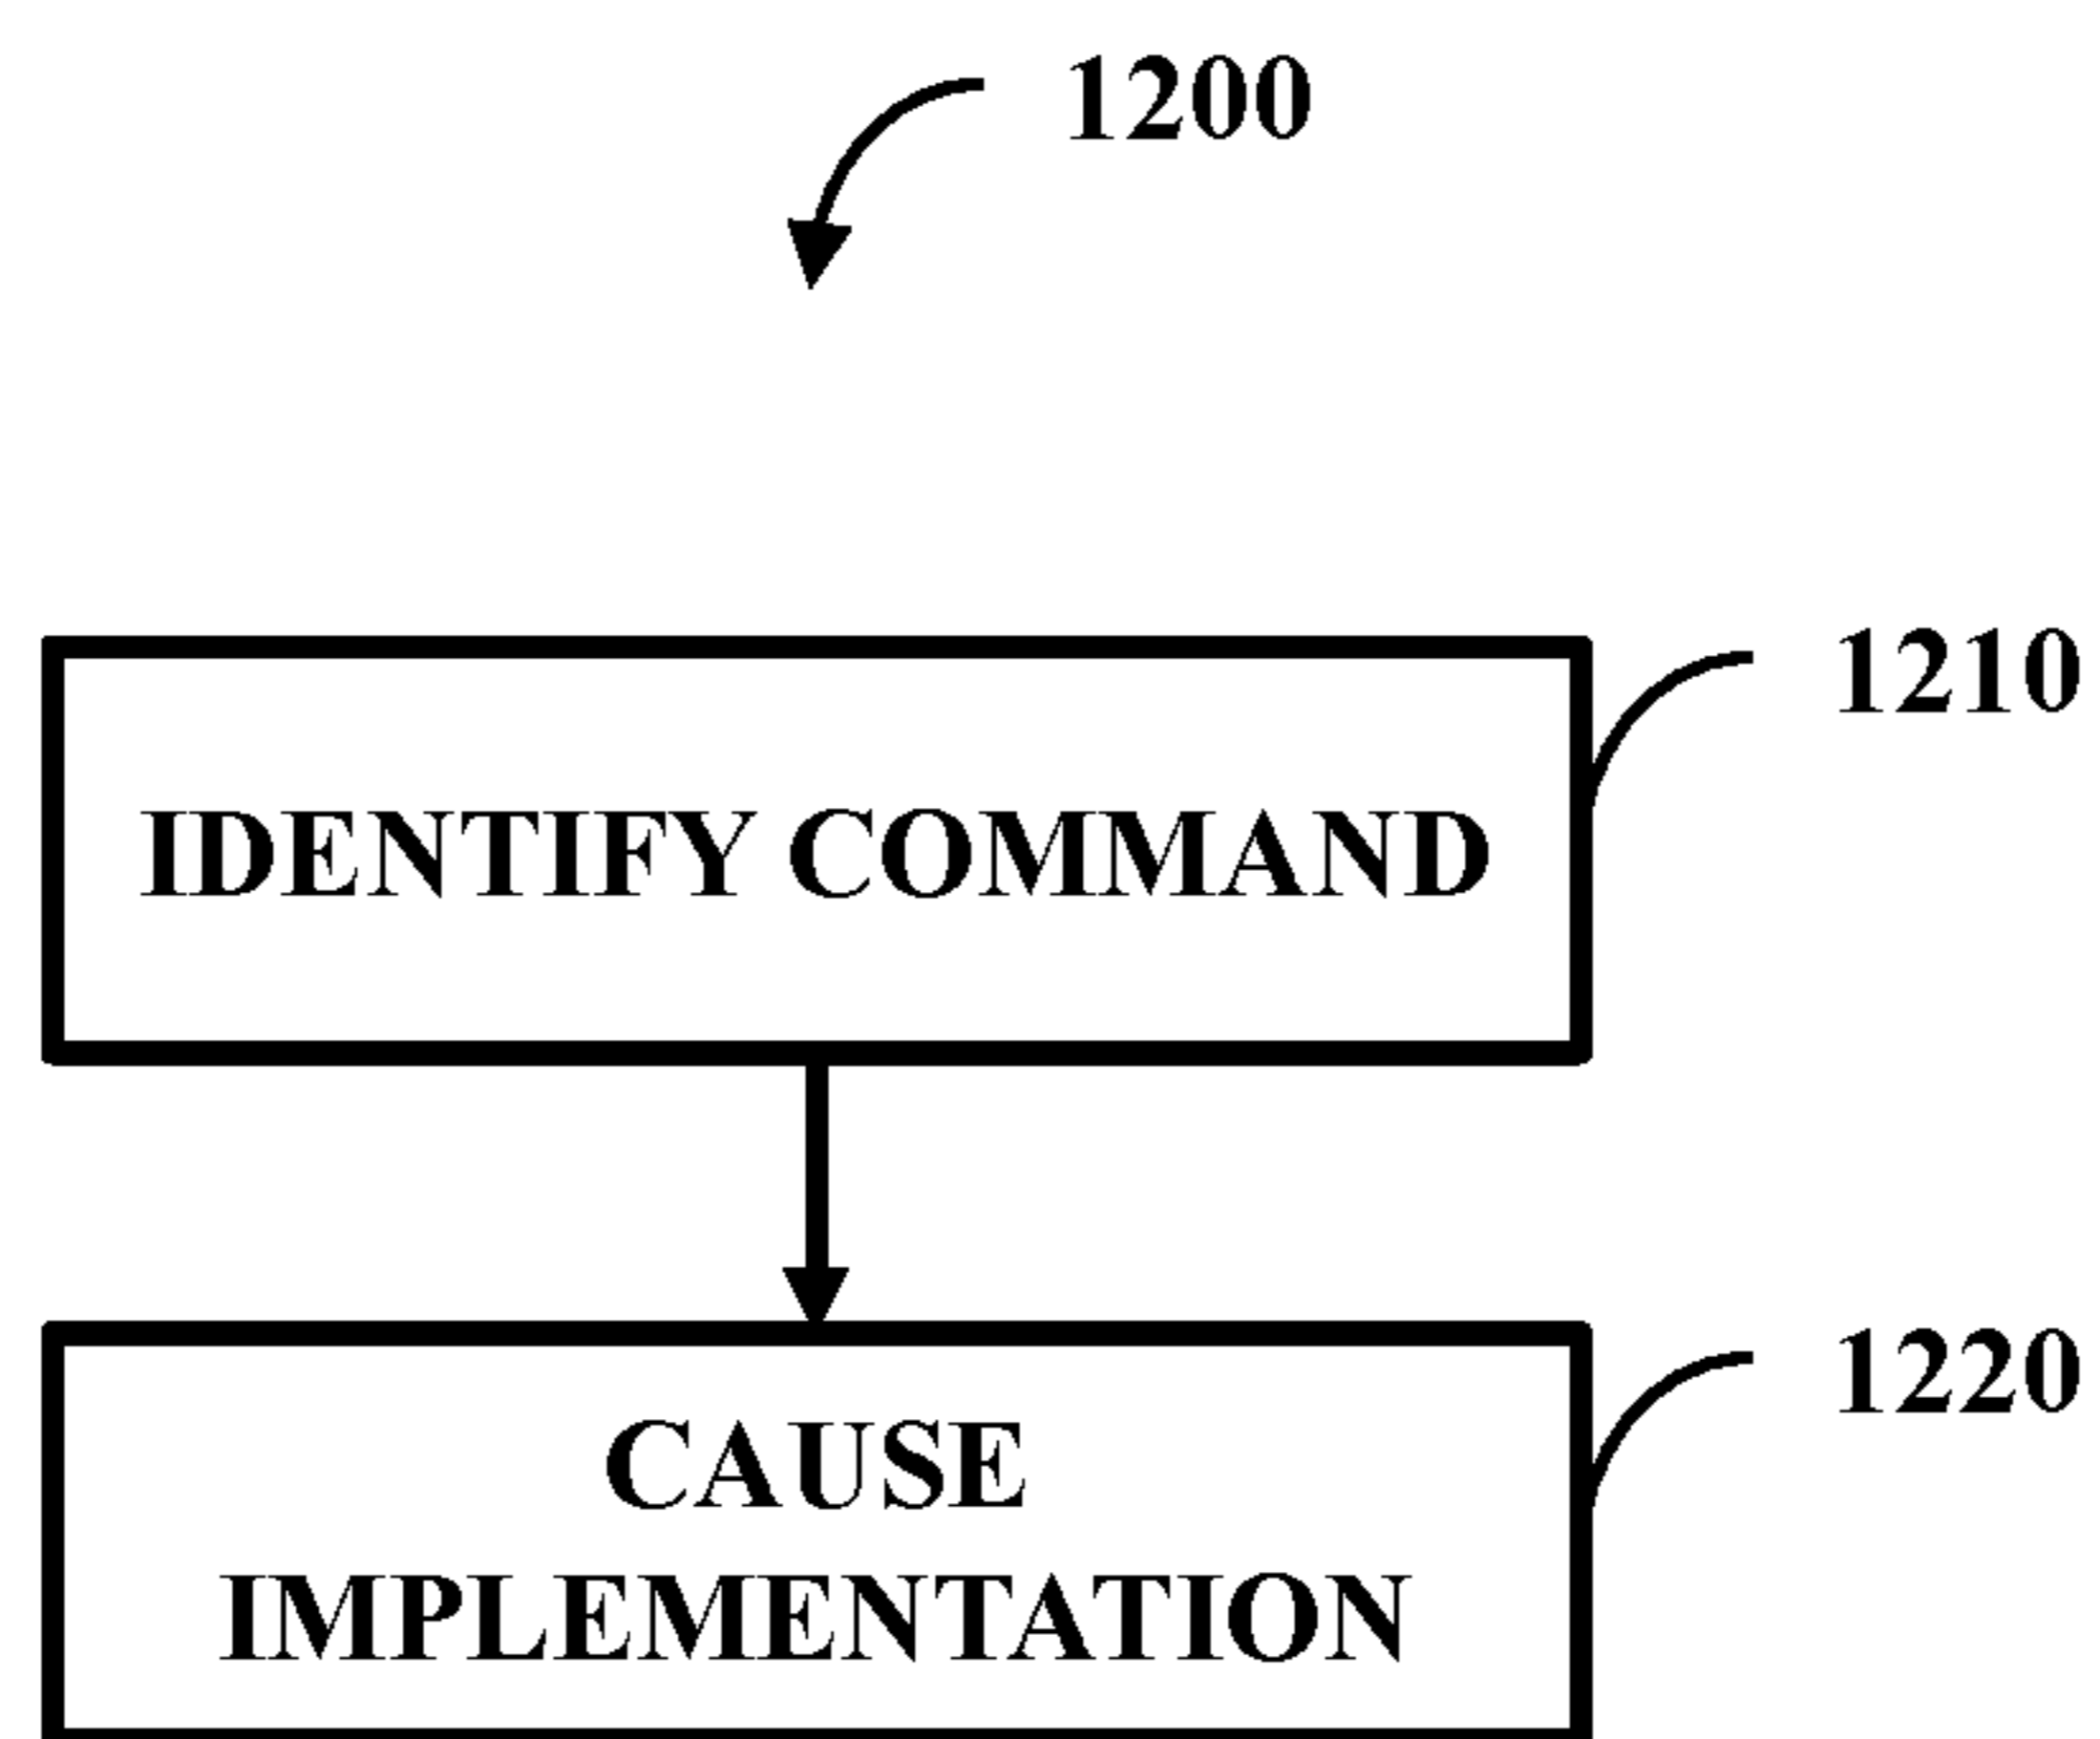 1200
1210
IDENTIFY COMMAND
1220
CAUSE
IMPLEMENTATION